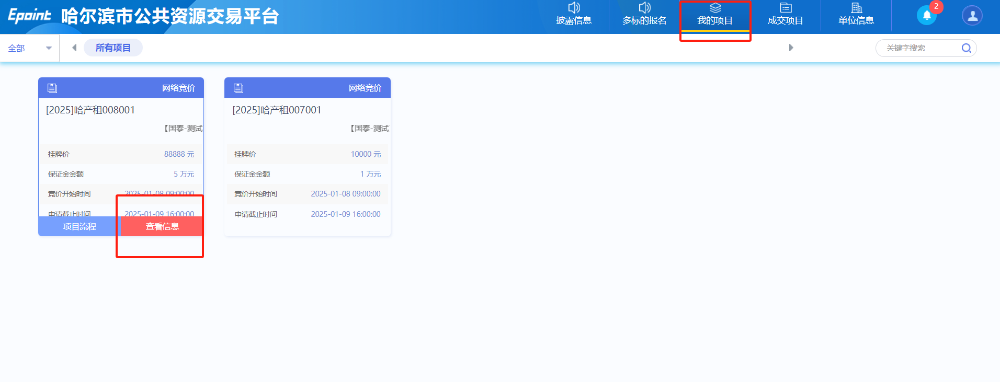 Epoint 哈尔滨市公共资源交易平台
披露信息 多标的报名 我的项目 成交项目 单位信息 2
全部 所有项目 关键字搜索
网络竞价
[2025]哈产租008001
【国泰-测试
挂牌价 88888 元
保证金金额 5 万元
竞价开始时间 2025-01-08 09:00:00
申请截止时间 2025-01-09 16:00:00
项目流程 查看信息
网络竞价
[2025]哈产租007001
【国泰-测试】
挂牌价 10000 元
保证金金额 1 万元
竞价开始时间 2025-01-08 09:00:00
申请截止时间 2025-01-09 16:00:00